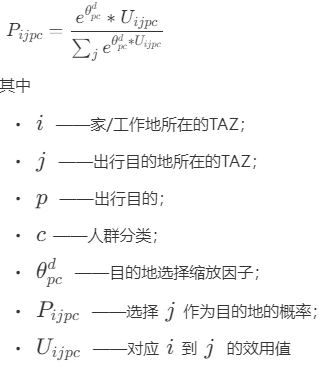 P_{ijpc} = \frac{e^{\theta_{pc}^{d}} * U_{ijpc}}{\sum_{j} e^{\theta_{pc}^{d} * U_{ijpc}}}
其中
• i ——家/工作地所在的TAZ;
• j ——出行目的地所在的TAZ;
• p ——出行目的;
• c ——人群分类;
• θ_{pc}^{d} ——目的地选择缩放因子;
• P_{ijpc} ——选择 j 作为目的地的概率;
• U_{ijpc} ——对应 i 到 j 的效用值